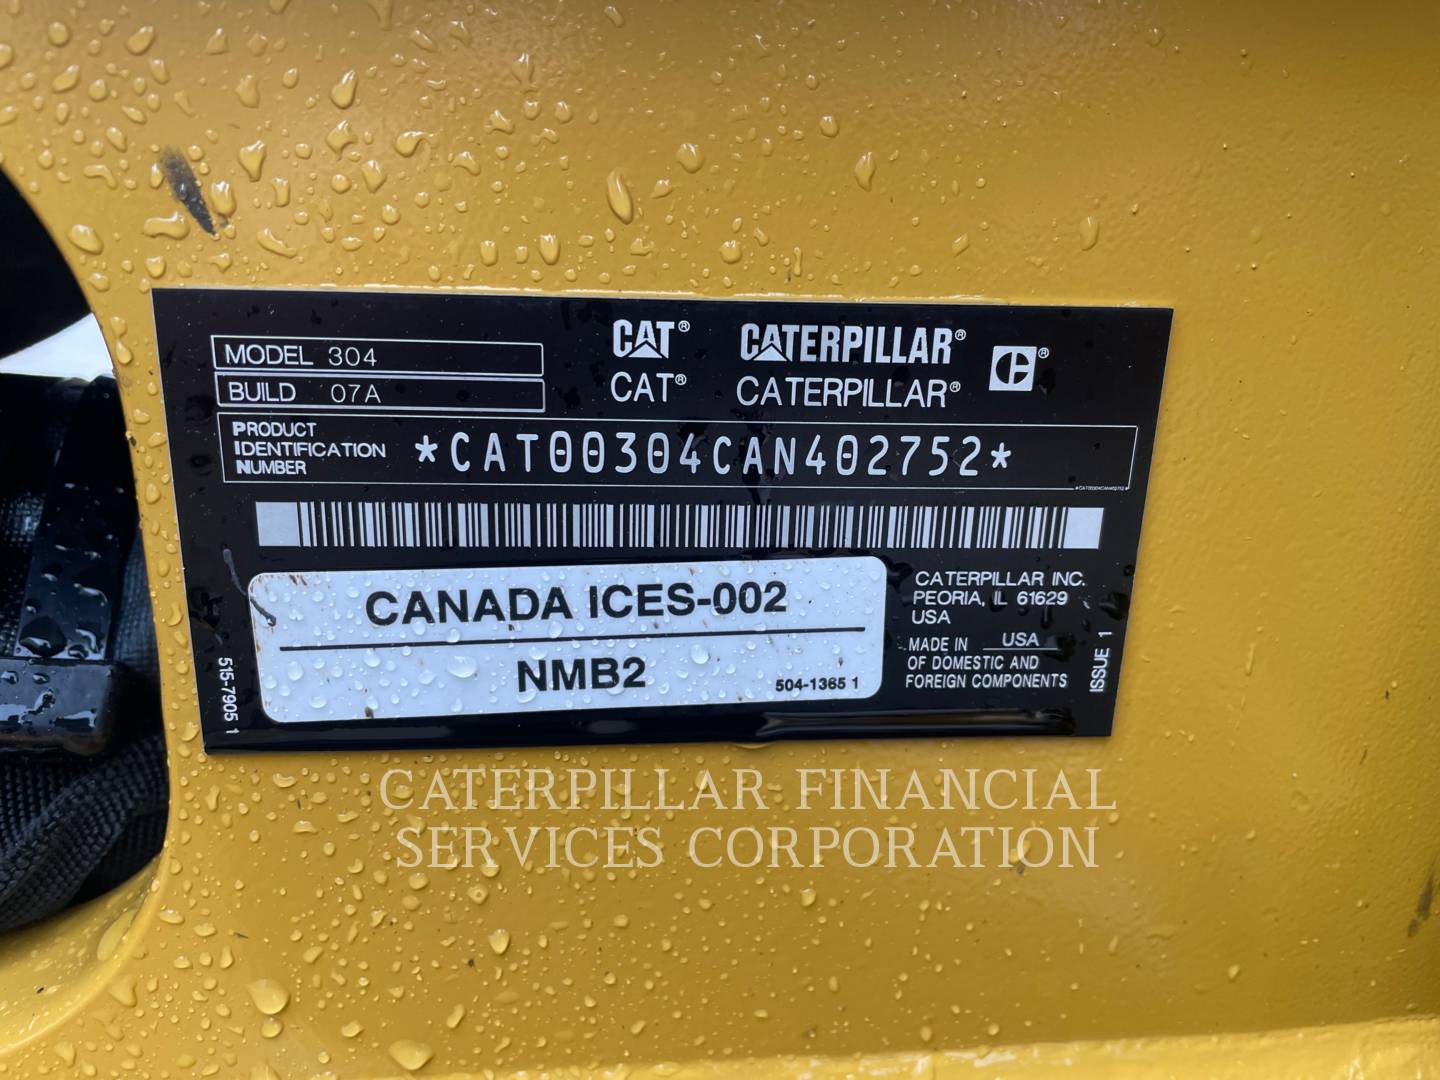 MODEL 304
BUILD 07A
CAT® CATERPILLAR® C®
CAT® CATERPILLAR®
PRODUCT
IDENTIFICATION
NUMBER
*CAT00304CAN402752*
*CAT00304CAN402752*
CANADA ICES-002
NMB2
504-1365 1
CATERPILLAR INC.
PEORIA, IL 61629
USA
MADE IN USA
OF DOMESTIC AND
FOREIGN COMPONENTS
ISSUE 1
515-7905 1
CATERPILLAR FINANCIAL
SERVICES CORPORATION